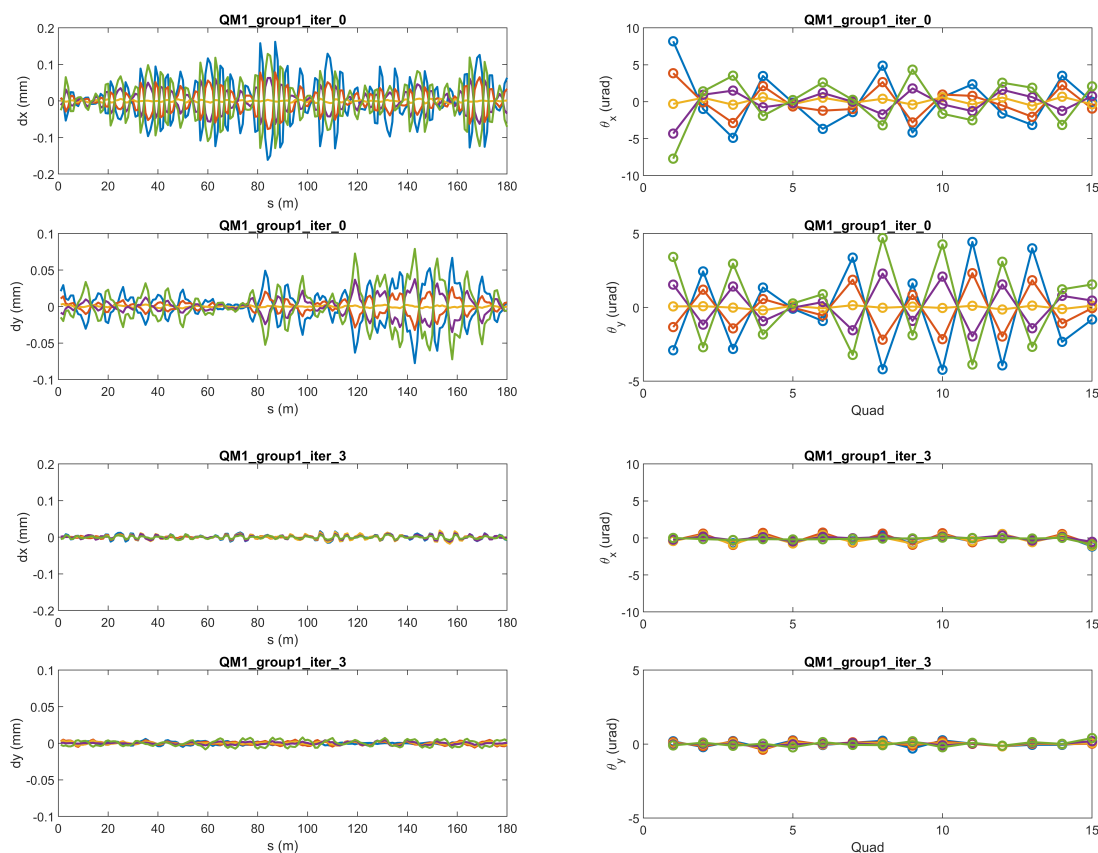 QM1_group1_iter_0
dx (mm)
0.2
0.1
0
-0.1
-0.2
0 20 40 60 80 100 120 140 160 180
s (m)
QM1_group1_iter_0
θx (urad)
10
5
0
-5
-10
0 5 10 15
QM1_group1_iter_0
dy (mm)
0.1
0.05
0
-0.05
-0.1
0 20 40 60 80 100 120 140 160 180
s (m)
QM1_group1_iter_0
θy (urad)
5
0
-5
0 5 10 15
Quad
QM1_group1_iter_3
dx (mm)
0.2
0.1
0
-0.1
-0.2
0 20 40 60 80 100 120 140 160 180
s (m)
QM1_group1_iter_3
θx (urad)
10
5
0
-5
-10
0 5 10 15
QM1_group1_iter_3
dy (mm)
0.1
0.05
0
-0.05
-0.1
0 20 40 60 80 100 120 140 160 180
s (m)
QM1_group1_iter_3
θy (urad)
5
0
-5
0 5 10 15
Quad